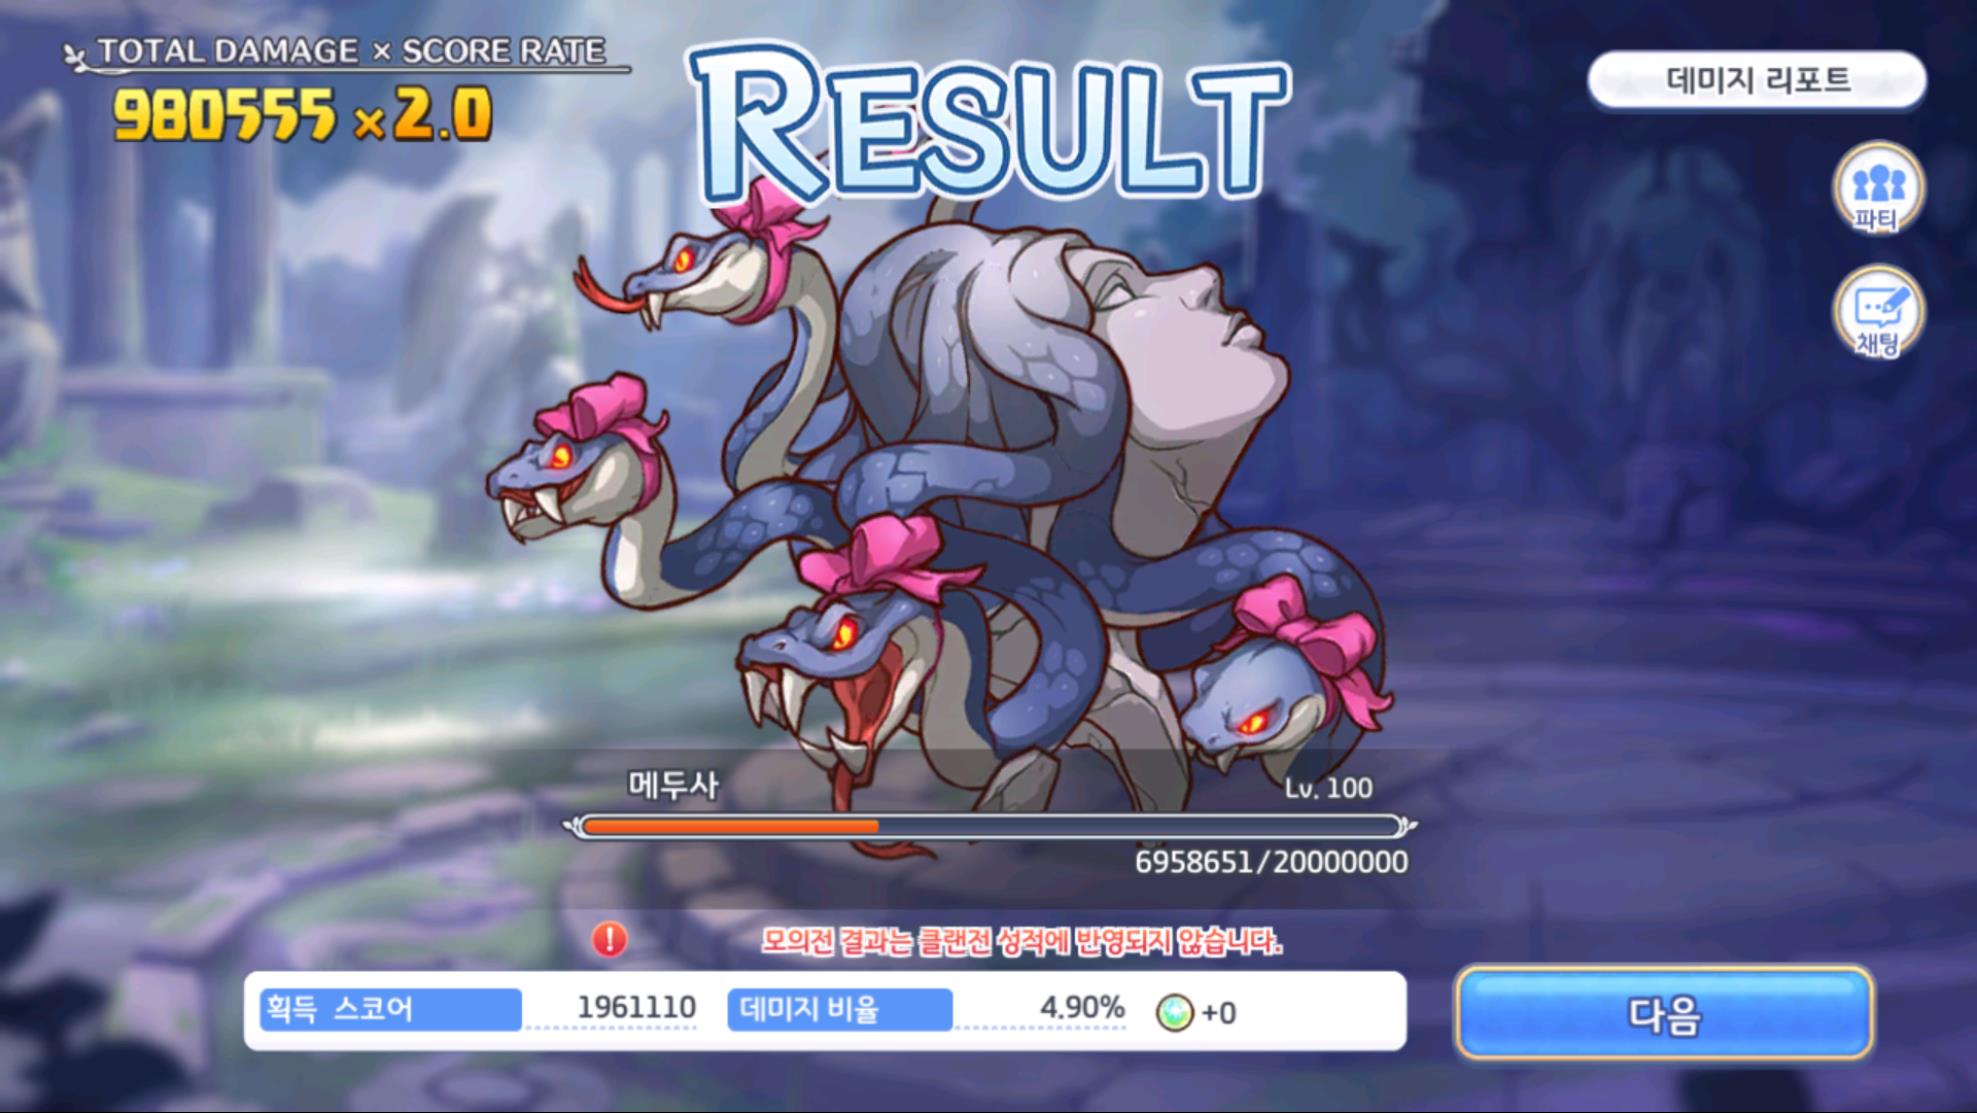 TOTAL DAMAGE × SCORE RATE
980555 ×2.0
RESULT
데미지 리포트
파티
채팅
메두사
Lv. 100
6958651/20000000
!
모의전 결과는 클랜전 성적에 반영되지 않습니다.
획득 스코어 1961110 데미지 비율 4.90% +0
다음